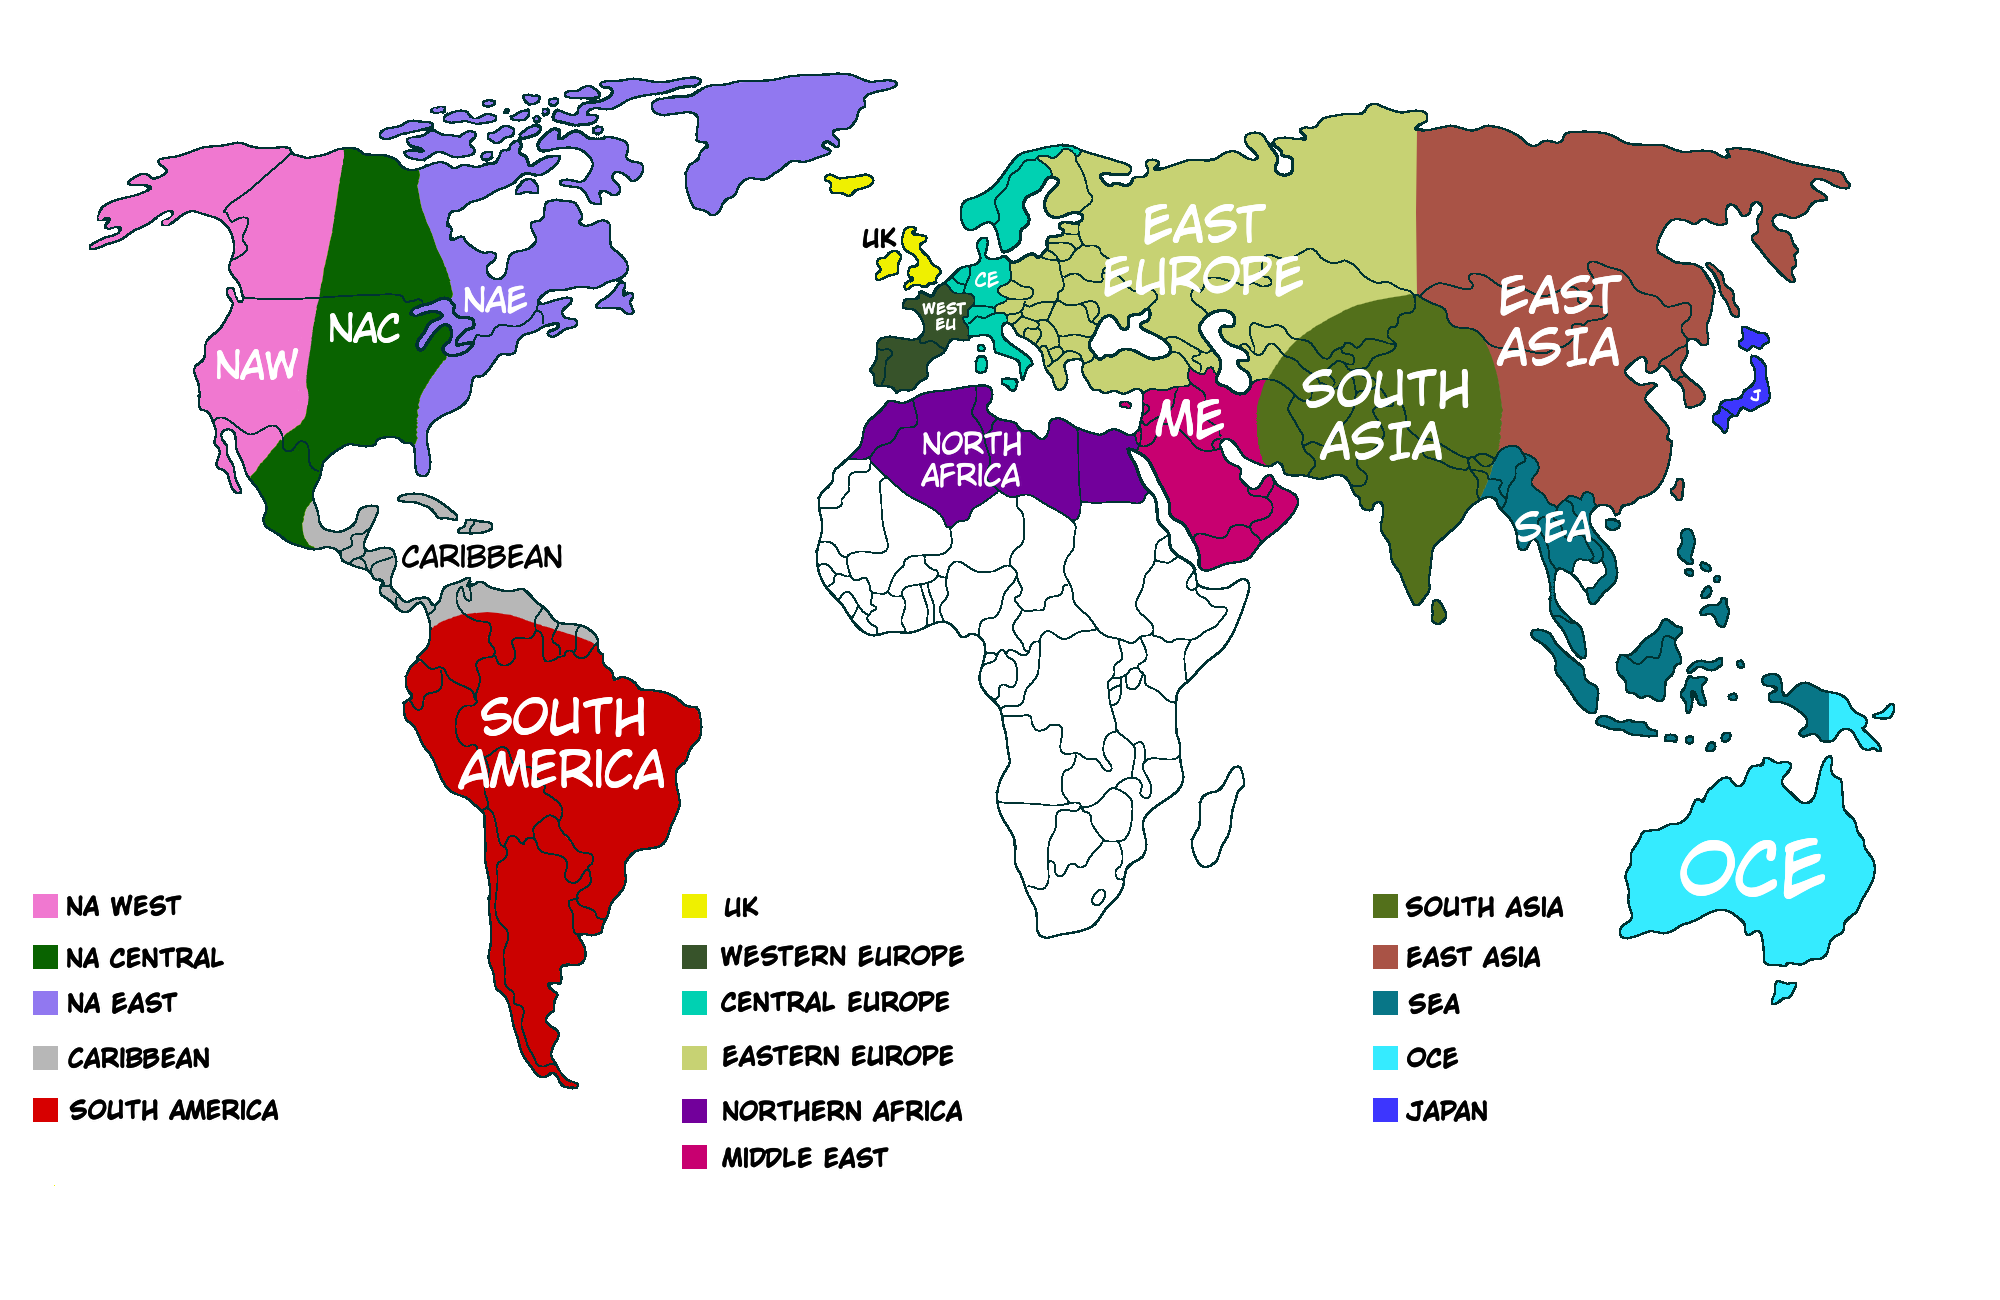 UK
EAST
EUROPE
CE
NAE
WEST
EU
NAC
NAW
EAST
ASIA
SOUTH
ASIA
J
ME
NORTH
AFRICA
SEA
CARIBBEAN
SOUTH
AMERICA
OCE
NA WEST
NA CENTRAL
NA EAST
CARIBBEAN
SOUTH AMERICA
UK
WESTERN EUROPE
CENTRAL EUROPE
EASTERN EUROPE
NORTHERN AFRICA
MIDDLE EAST
SOUTH ASIA
EAST ASIA
SEA
OCE
JAPAN